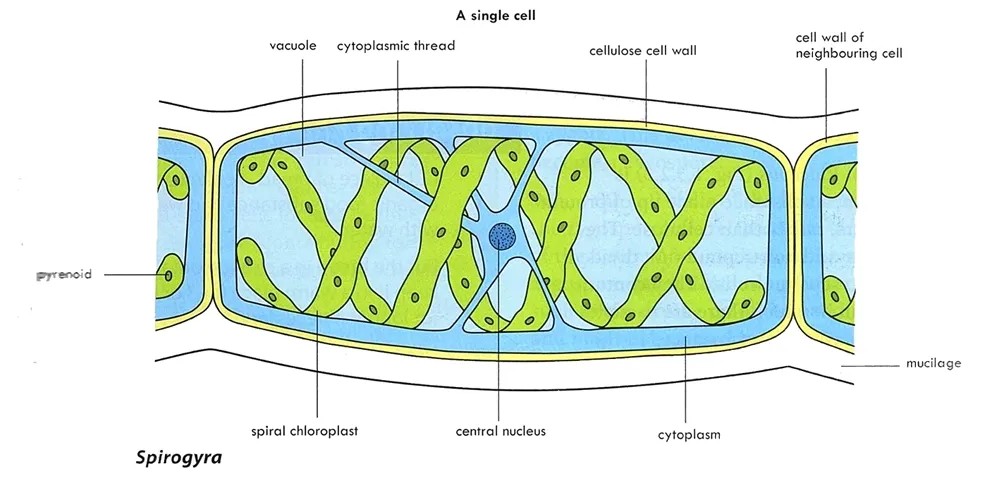 A single cell
vacuole
cytoplasmic thread
cellulose cell wall
cell wall of
neighbouring cell
pyrenoid
mucilage
spiral chloroplast
central nucleus
cytoplasm
Spirogyra